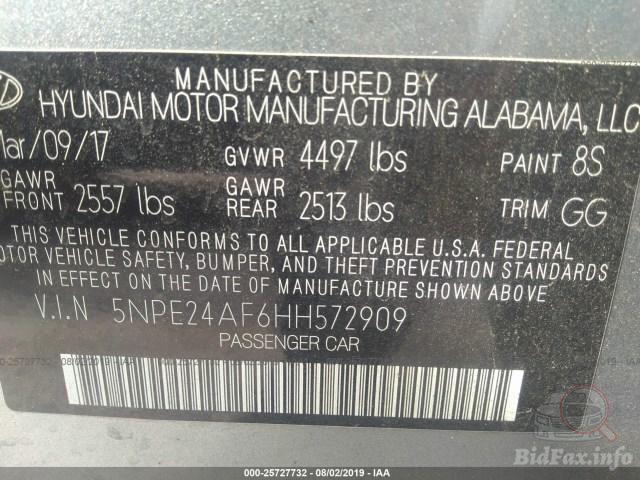 000-25727732
MANUFACTURED BY
HYUNDAI MOTOR MANUFACTURING ALABAMA, LLC
Mar/09/17 GVWR 4497 lbs PAINT 8S
GAWR FRONT 2557 lbs GAWR REAR 2513 lbs TRIM GG
THIS VEHICLE CONFORMS TO ALL APPLICABLE U.S.A. FEDERAL
MOTOR VEHICLE SAFETY, BUMPER, AND THEFT PREVENTION STANDARDS
IN EFFECT ON THE DATE OF MANUFACTURE SHOWN ABOVE.
V.I.N 5NPE24AF6HH572909
PASSENGER CAR
000-25727732 - 08/02/2019 - IAA
BidFax.info